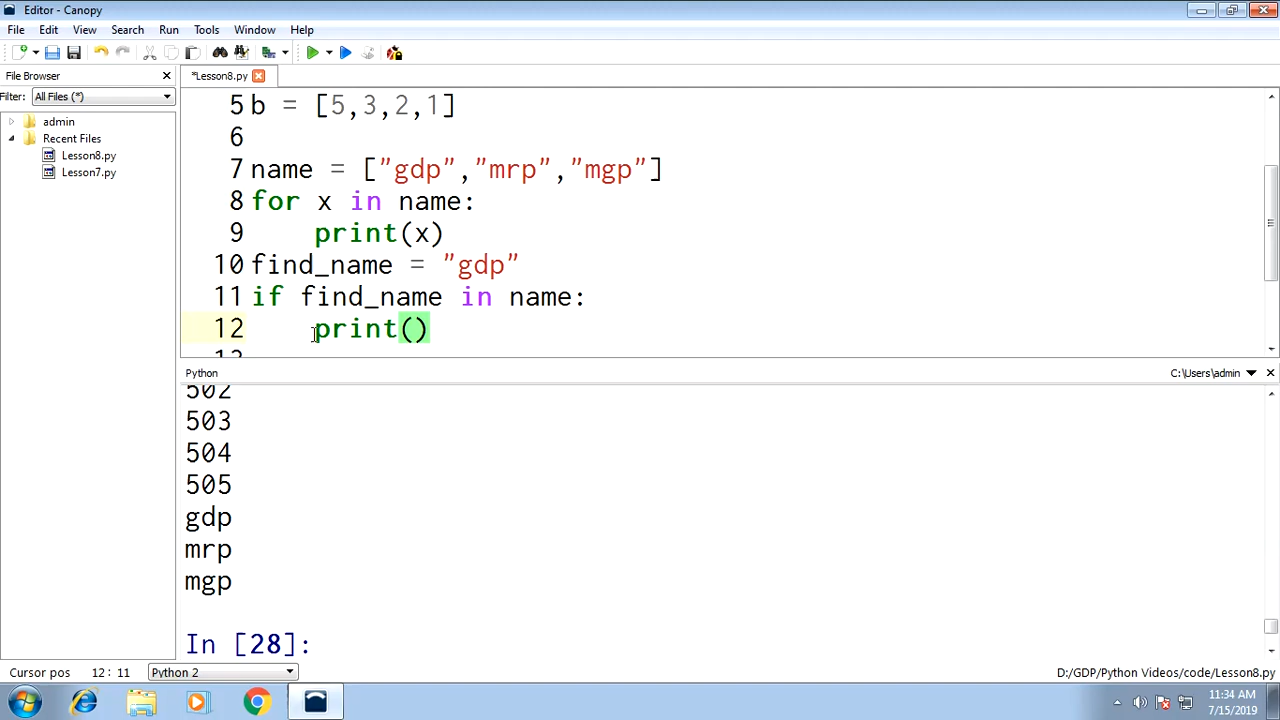 Editor - Canopy
File Edit View Search Run Tools Window Help
File Browser
*Lesson8.py
Filter: All Files (*)
admin
Recent Files
Lesson8.py
Lesson7.py
5 b = [5,3,2,1]
6
7 name = ["gdp","mrp","mgp"]
8 for x in name:
9 print(x)
10 find_name = "gdp"
11 if find_name in name:
12 print()
13
Python
C:\Users\admin
502
503
504
505
gdp
mrp
mgp
In [28]:
Cursor pos 12 : 11 Python 2
D:/GDP/Python Videos/code/Lesson8.py
11:34 AM
7/15/2019